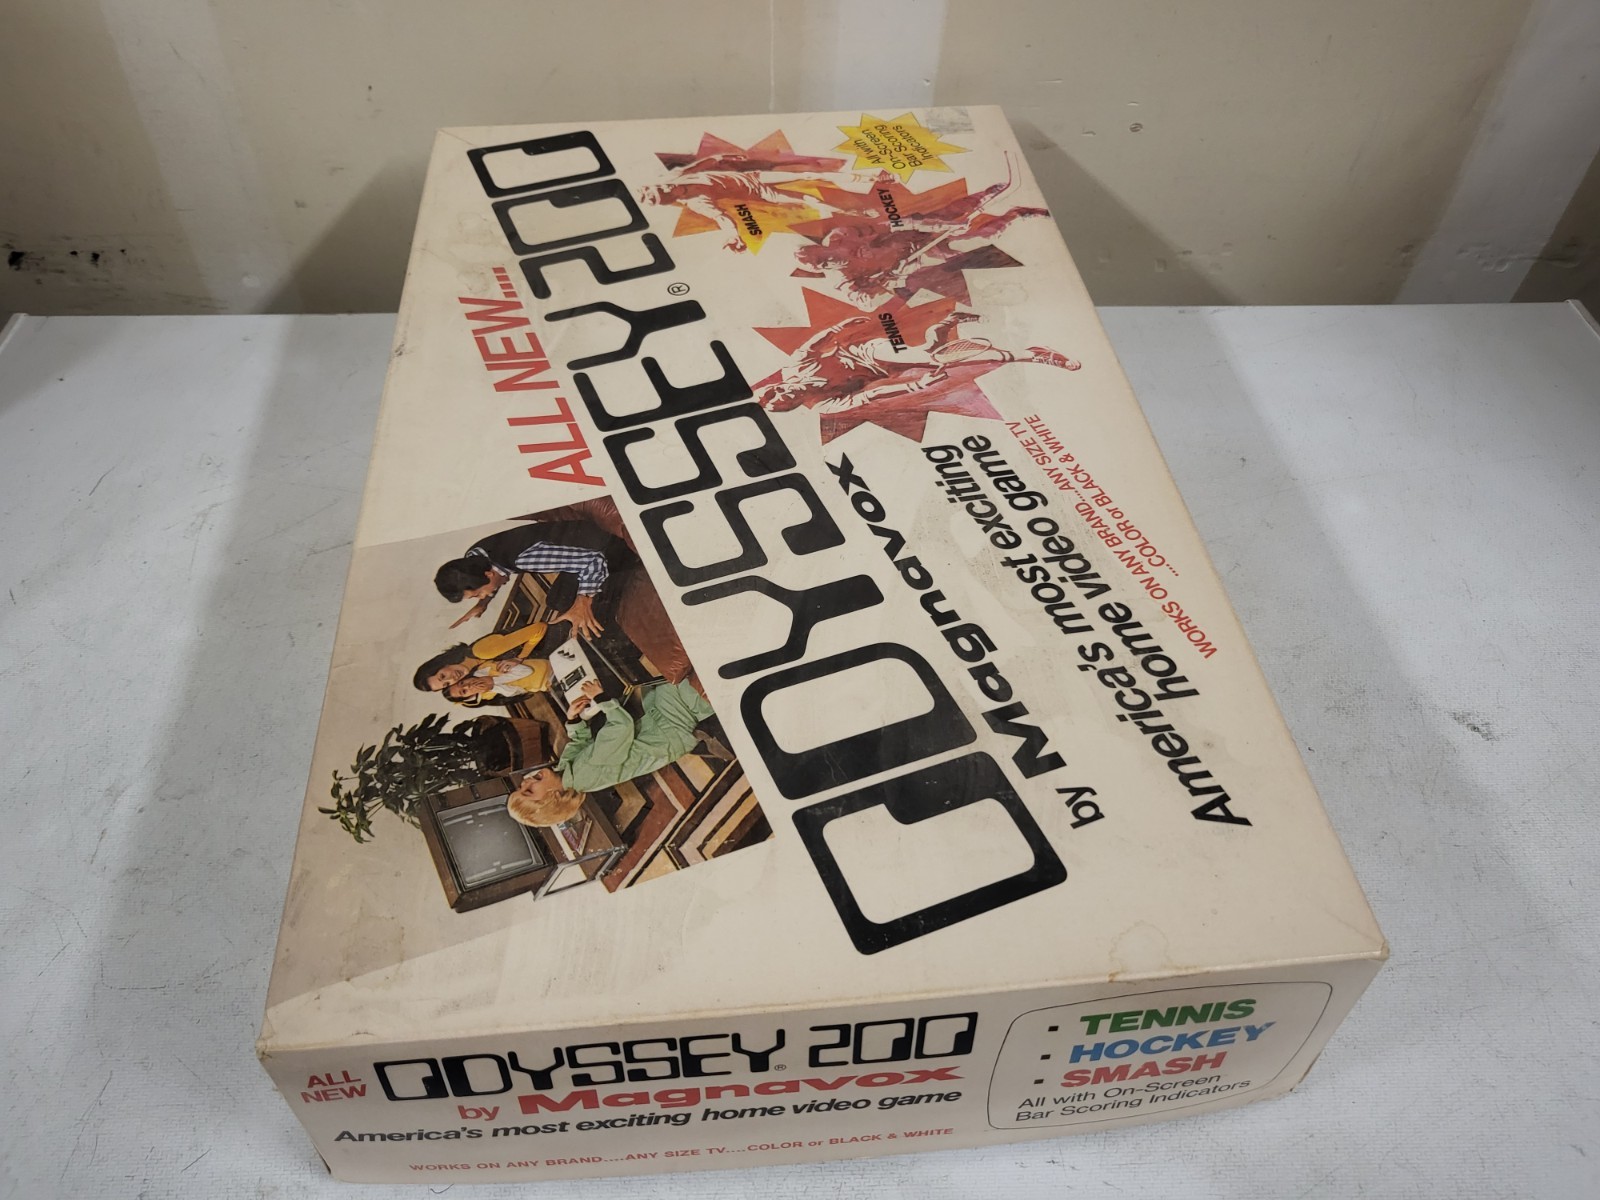 ALL NEW....
ODYSSEY® 200
by Magnavox
America's most exciting
home video game
WORKS ON ANY BRAND....ANY SIZE TV
....COLOR or BLACK & WHITE
TENNIS
HOCKEY
SMASH
All with
On-Screen
Bar Scoring
Indicators
ALL
NEW
ODYSSEY® 200
by Magnavox
America's most exciting home video game
WORKS ON ANY BRAND....ANY SIZE TV....COLOR or BLACK & WHITE
▪ TENNIS
▪ HOCKEY
▪ SMASH
All with On-Screen
Bar Scoring Indicators